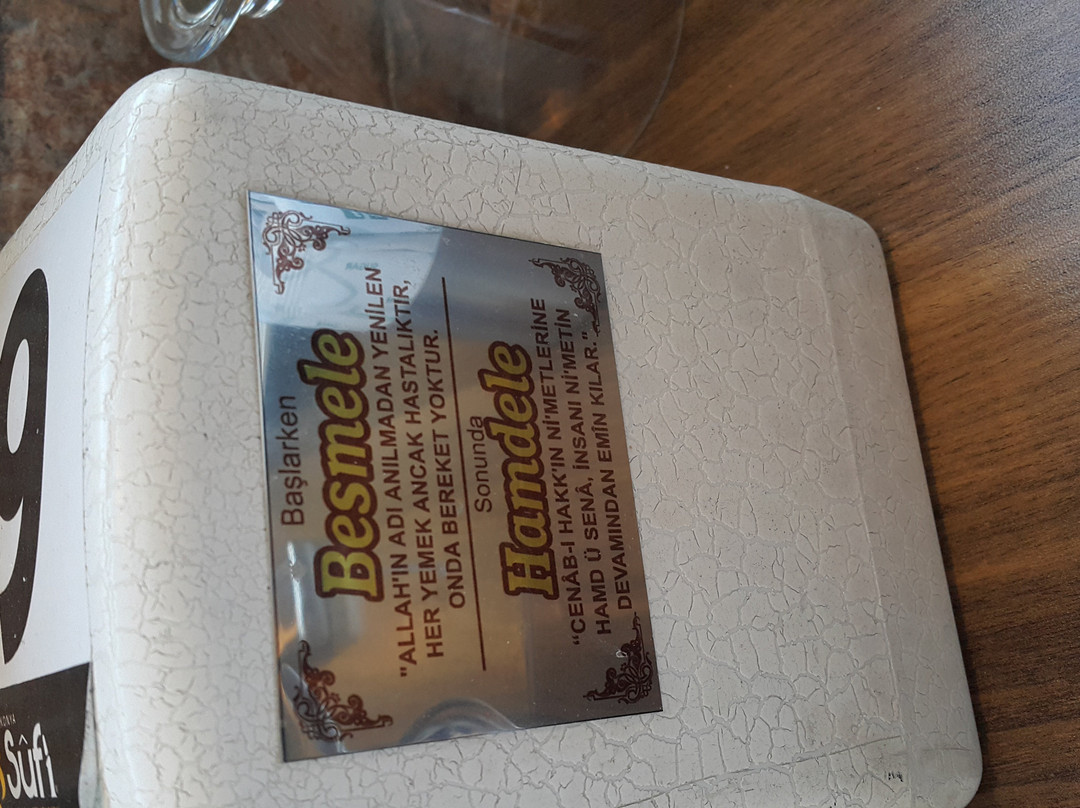 Başlarken
Besmele
"ALLAH'IN ADI ANILMADAN YENİLEN
HER YEMEK ANCAK HASTALIKTIR,
ONDA BEREKET YOKTUR.
Sonunda
Hamdele
"CENÂB-I HAKK'IN Nİ'METLERİNE
HAMD Ü SENÂ, İNSANI Nİ'METİN
DEVAMINDAN EMİN KILAR."
9
KONYA
Sûfi